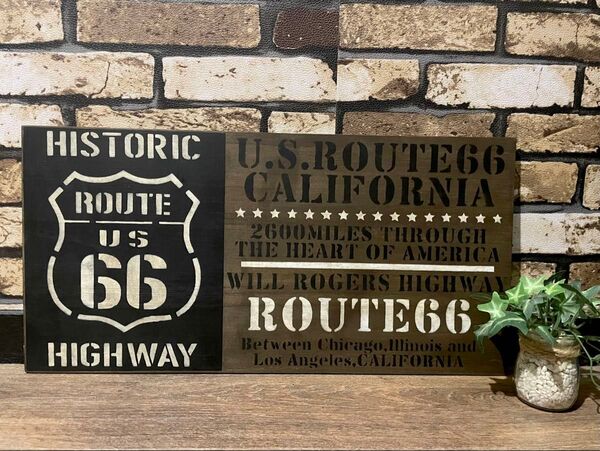 HISTORIC
ROUTE
US
66
HIGHWAY
U.S.ROUTE66
CALIFORNIA
2600MILES THROUGH
THE HEART OF AMERICA
WILL ROGERS HIGHWAY
ROUTE66
Between Chicago,Illinois and
Los Angeles,CALIFORNIA